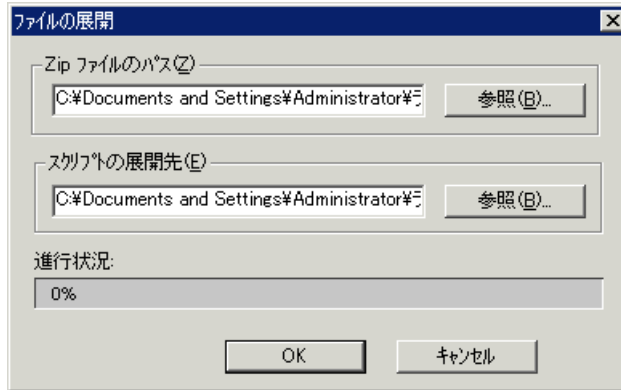 ファイルの展開
Zip ファイルのパス(Z)
C:¥Documents and Settings¥Administrator¥
参照(B)...
スクリプトの展開先(E)
C:¥Documents and Settings¥Administrator¥
参照(B)...
進行状況:
0%
OK
キャンセル